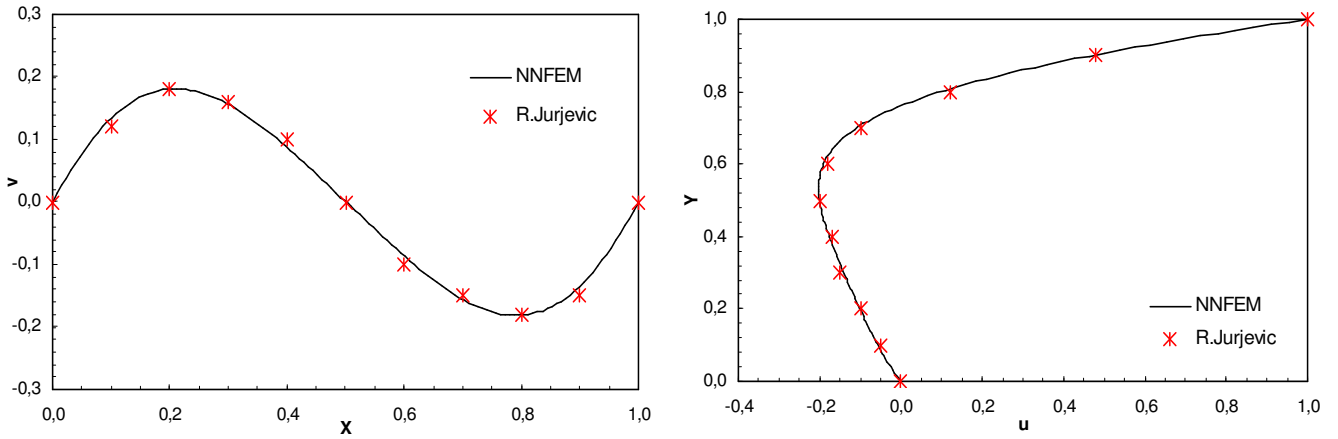 0,3
0,2
0,1
0,0
-0,1
-0,2
-0,3
v
0,0 0,2 0,4 0,6 0,8 1,0
X
NNFEM
R.Jurjevic
1,0
0,8
0,6
0,4
0,2
0,0
Y
-0,4 -0,2 0,0 0,2 0,4 0,6 0,8 1,0
u
NNFEM
R.Jurjevic